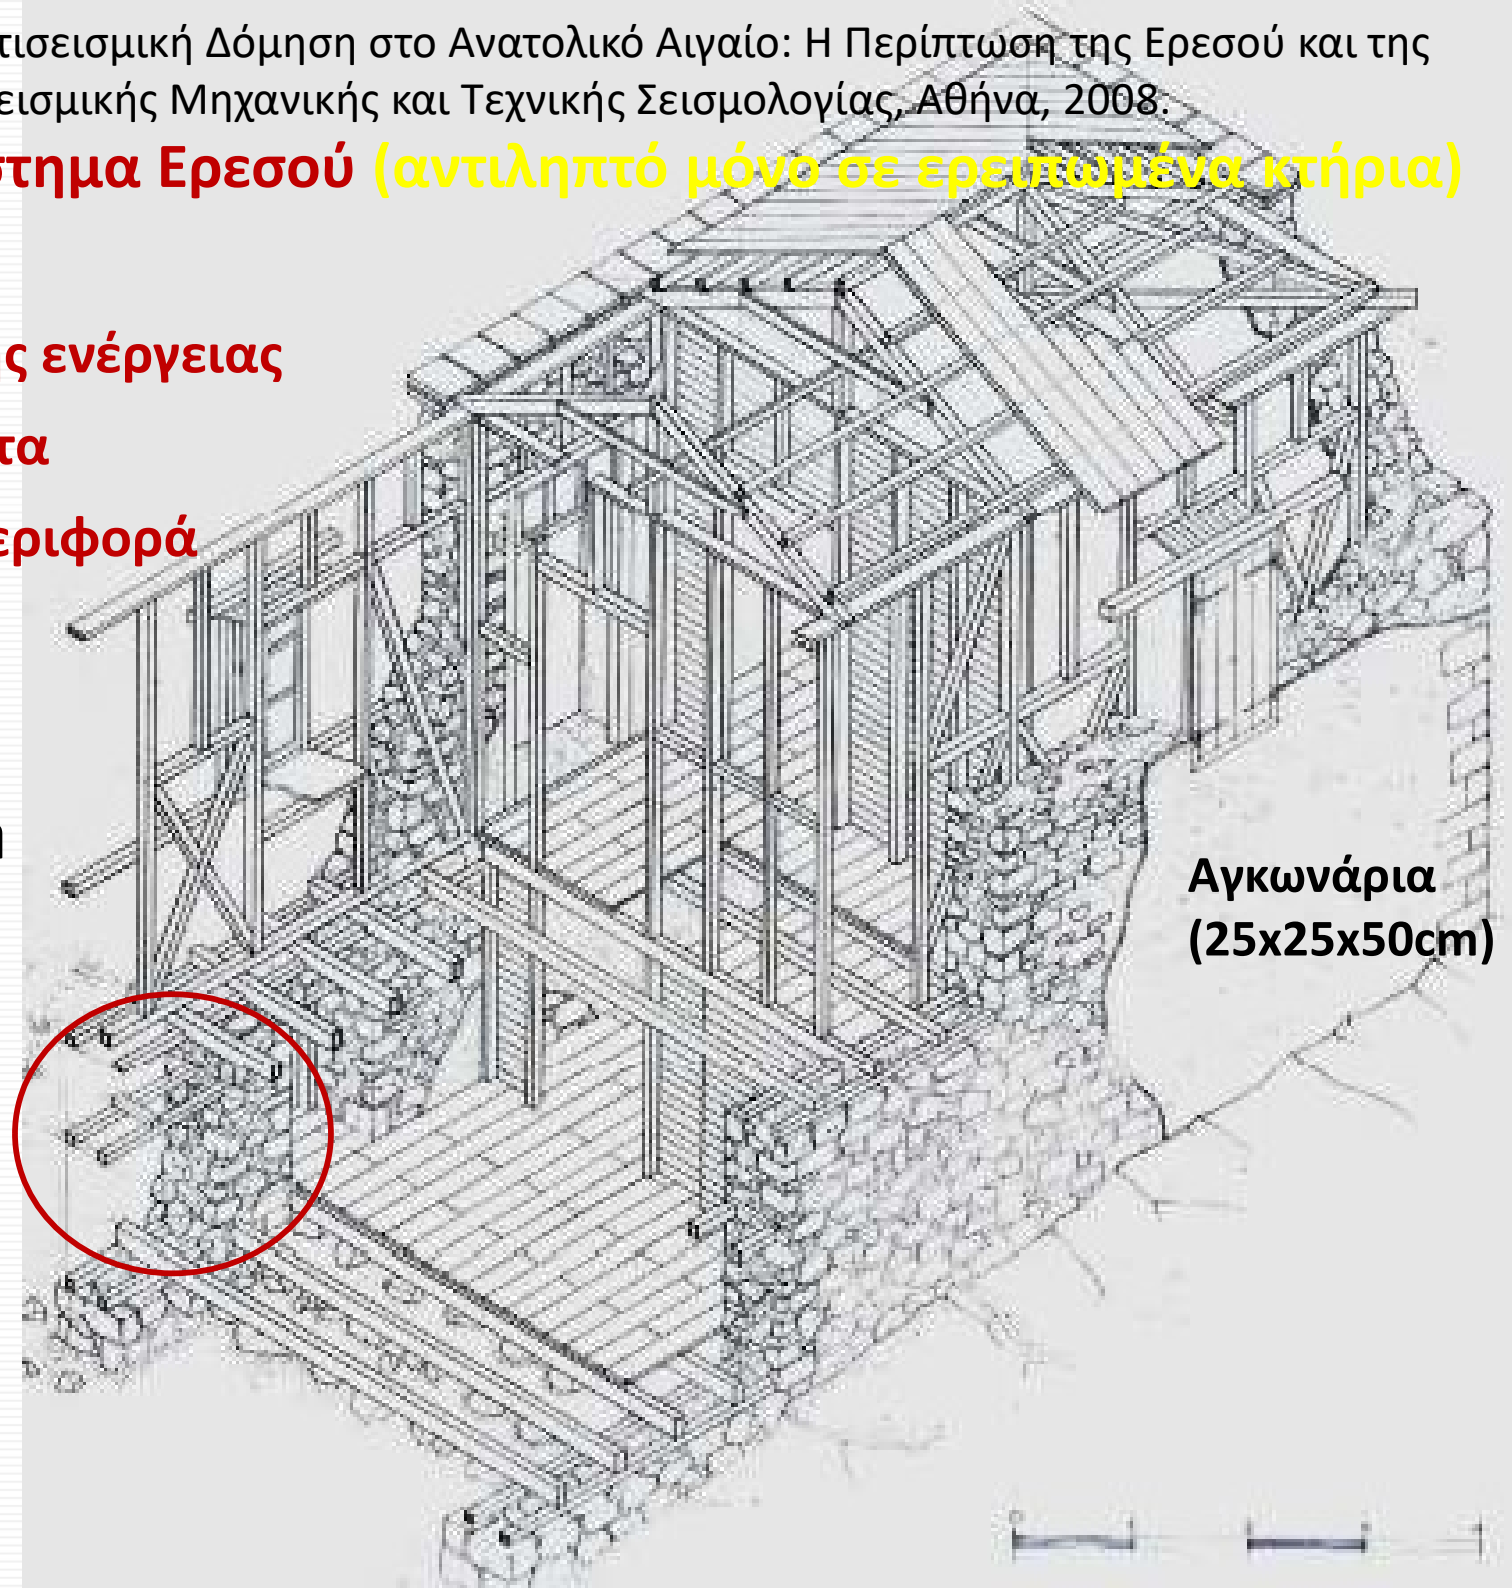 τισεισμική Δόμηση στο Ανατολικό Αιγαίο: Η Περίπτωση της Ερεσού και της
εισμικής Μηχανικής και Τεχνικής Σεισμολογίας, Αθήνα, 2008.
στημα Ερεσού (αντιληπτό μόνο σε ερειπωμένα κτήρια)
ς ενέργειας
τα
εριφορά
η
Αγκωνάρια
(25x25x50cm)